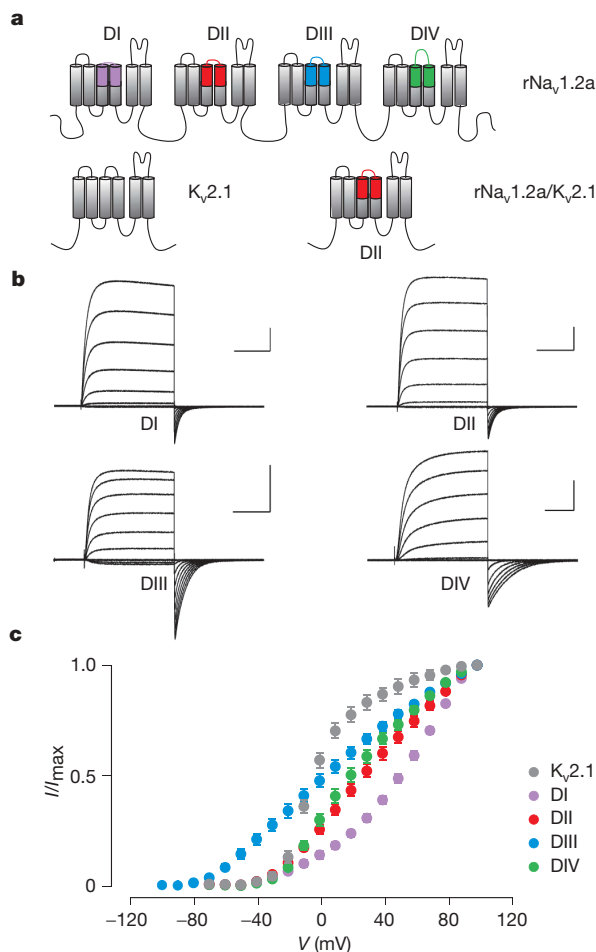 a
DI DII DIII DIV
rNav1.2a
Kv2.1
rNav1.2a/Kv2.1
DII
b
DI
DII
DIII
DIV
c
1.0
0.5
0
I/Imax
−120 −80 −40 0 40 80 120
V (mV)
Kv2.1
DI
DII
DIII
DIV